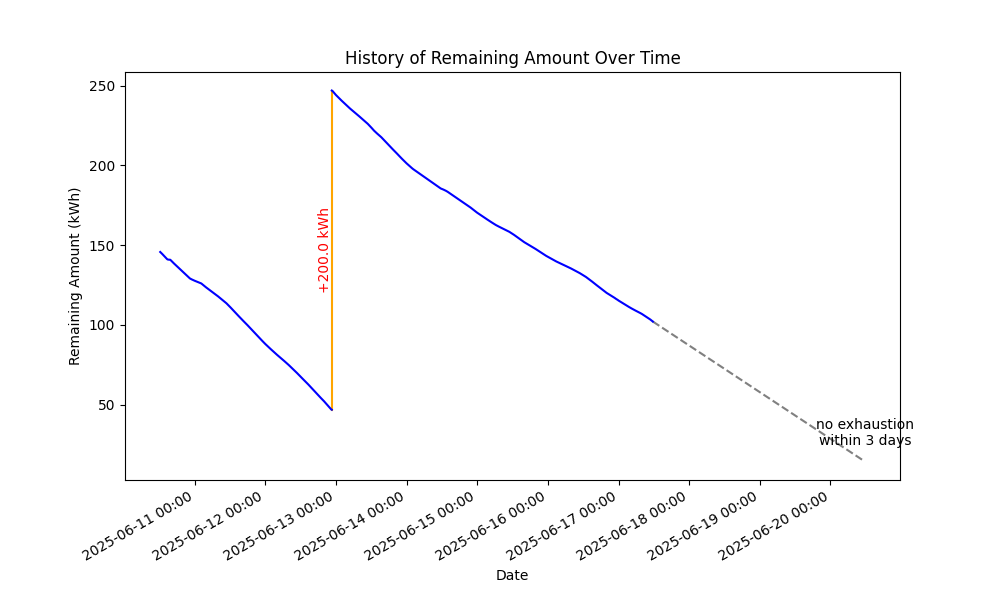 History of Remaining Amount Over Time
Remaining Amount (kWh)
250
200
150
100
50
+200.0 kWh
no exhaustion
within 3 days
2025-06-11 00:00
2025-06-12 00:00
2025-06-13 00:00
2025-06-14 00:00
2025-06-15 00:00
2025-06-16 00:00
2025-06-17 00:00
2025-06-18 00:00
2025-06-19 00:00
2025-06-20 00:00
Date